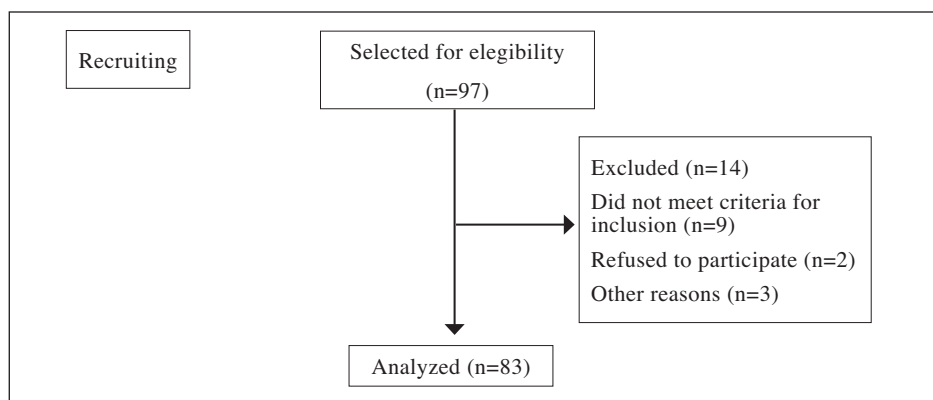 Recruiting
Selected for elegibility
(n=97)
Excluded (n=14)
Did not meet criteria for
inclusion (n=9)
Refused to participate (n=2)
Other reasons (n=3)
Analyzed (n=83)